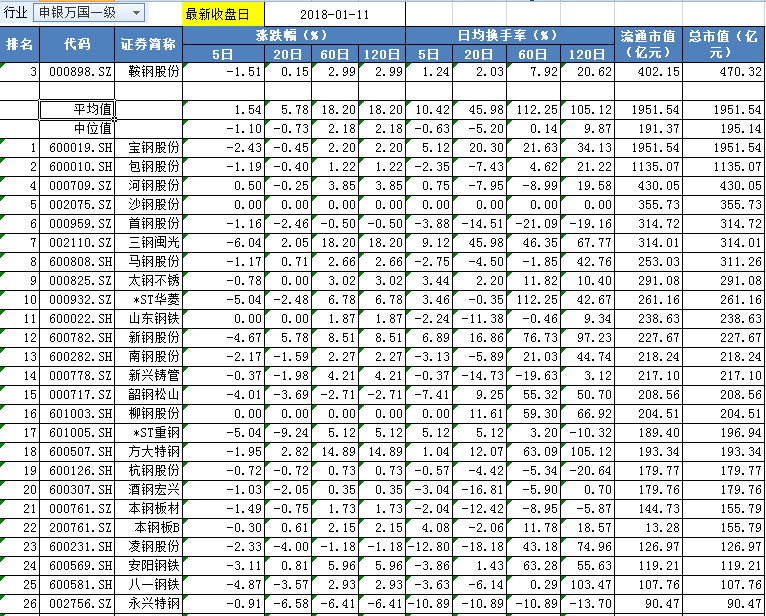 行业 申银万国一级 最新收盘日 2018-01-11
排名 代码 证券简称 涨跌幅（%） 日均换手率（%） 流通市值（亿元） 总市值（亿元）
5日 20日 60日 120日 5日 20日 60日 120日
3 000898.SZ 鞍钢股份 -1.51 0.15 2.99 2.99 1.24 2.03 7.92 20.62 402.15 470.32
平均值 1.54 5.78 18.20 18.20 10.42 45.98 112.25 105.12 1951.54 1951.54
中位值 -1.10 -0.73 2.18 2.18 -0.63 -5.20 0.14 9.87 191.37 195.14
1 600019.SH 宝钢股份 -2.43 -0.45 2.20 2.20 5.12 20.30 21.63 34.13 1951.54 1951.54
2 600010.SH 包钢股份 -1.19 -0.40 1.22 1.22 -2.35 -7.43 4.62 21.22 1135.07 1135.07
4 000709.SZ 河钢股份 0.50 -0.25 3.85 3.85 0.75 -7.95 -8.99 19.58 430.05 430.05
5 002075.SZ 沙钢股份 0.00 0.00 0.00 0.00 0.00 0.00 0.00 0.00 355.73 355.73
6 000959.SZ 首钢股份 -1.16 -2.46 -0.50 -0.50 -3.88 -14.51 -21.09 -19.16 314.72 314.72
7 002110.SZ 三钢闽光 -6.04 2.05 18.20 18.20 9.12 45.98 46.35 67.77 314.01 314.01
8 600808.SH 马钢股份 -1.17 0.71 2.66 2.66 -2.75 -4.50 -1.85 42.76 253.03 311.26
9 000825.SZ 太钢不锈 -0.78 0.00 3.02 3.02 3.44 2.20 11.82 10.40 291.08 291.08
10 000932.SZ *ST华菱 -5.04 -2.48 6.78 6.78 3.46 -0.35 112.25 42.67 261.16 261.16
11 600022.SH 山东钢铁 0.00 0.00 1.87 1.87 -2.24 -11.38 -0.46 9.34 238.63 238.63
12 600782.SH 新钢股份 -4.67 5.78 8.51 8.51 6.89 16.86 76.73 97.23 227.67 227.67
13 600282.SH 南钢股份 -2.17 -1.59 2.27 2.27 -3.13 -5.89 21.03 44.74 218.24 218.24
14 000778.SZ 新兴铸管 -0.37 -1.98 4.21 4.21 -0.37 -14.73 -19.63 3.12 217.10 217.10
15 000717.SZ 韶钢松山 -4.01 -3.69 -2.71 -2.71 -7.41 9.25 55.32 50.70 208.56 208.56
16 601003.SH 柳钢股份 0.00 0.00 0.00 0.00 0.00 11.61 59.30 66.92 204.51 204.51
17 601005.SH *ST重钢 -5.04 -9.24 5.12 5.12 5.12 5.12 3.20 -10.32 189.40 196.94
18 600507.SH 方大特钢 -1.95 2.82 14.89 14.89 1.04 12.07 63.09 105.12 193.34 193.34
19 600126.SH 杭钢股份 -0.72 -0.72 0.73 0.73 -0.57 -4.42 -5.34 -20.64 179.77 179.77
20 600307.SH 酒钢宏兴 -1.03 -2.05 0.35 0.35 -3.04 -16.81 -5.90 0.70 179.76 179.76
21 000761.SZ 本钢板材 -1.49 -0.75 1.73 1.73 -2.04 -12.42 -8.95 -5.87 144.73 155.79
22 200761.SZ 本钢板B -0.30 0.61 2.15 2.15 4.08 -2.06 11.78 18.57 13.28 155.79
23 600231.SH 凌钢股份 -2.33 -4.00 -1.18 -1.18 -12.80 -18.18 43.18 74.96 126.97 126.97
24 600569.SH 安阳钢铁 -3.11 0.81 5.96 5.96 -3.86 1.43 63.28 55.63 119.21 119.21
25 600581.SH 八一钢铁 -4.87 -3.57 2.93 2.93 -3.63 -6.14 0.29 103.47 107.76 107.76
26 002756.SZ 永兴特钢 -0.91 -6.58 -6.41 -6.41 -10.89 -10.89 -10.89 -13.70 90.47 90.47